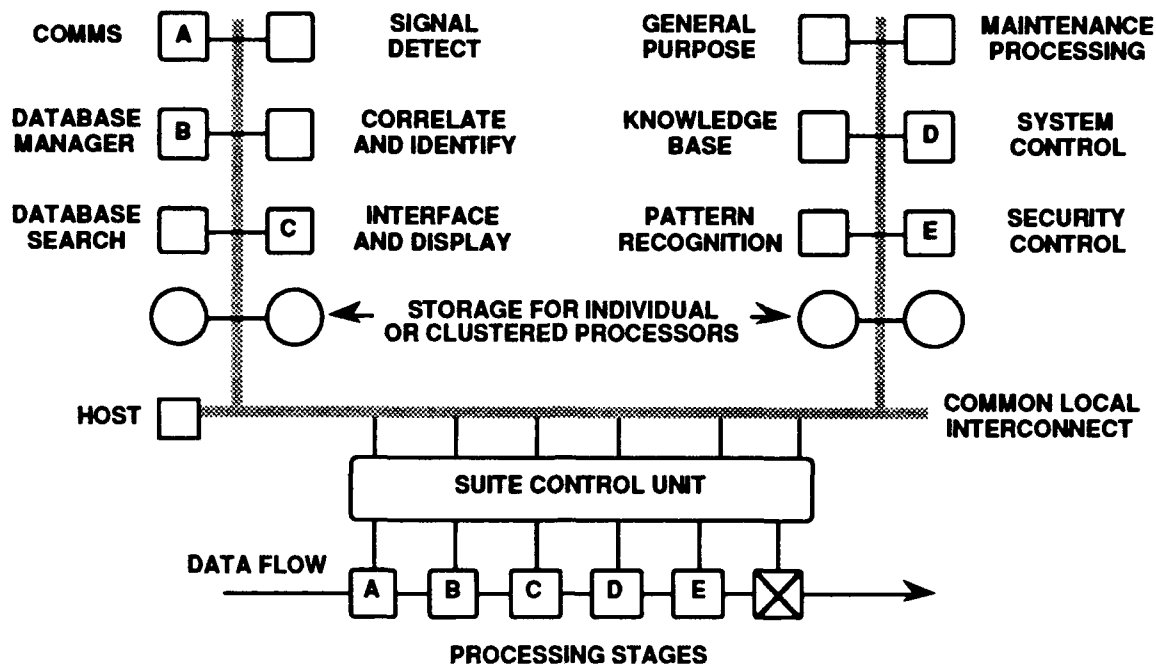 COMMS
A
SIGNAL
DETECT
GENERAL
PURPOSE
MAINTENANCE
PROCESSING
DATABASE
MANAGER
B
CORRELATE
AND IDENTIFY
KNOWLEDGE
BASE
D
SYSTEM
CONTROL
DATABASE
SEARCH
C
INTERFACE
AND DISPLAY
PATTERN
RECOGNITION
E
SECURITY
CONTROL
STORAGE FOR INDIVIDUAL
OR CLUSTERED PROCESSORS
HOST
COMMON LOCAL
INTERCONNECT
SUITE CONTROL UNIT
DATA FLOW
A B C D E
PROCESSING STAGES